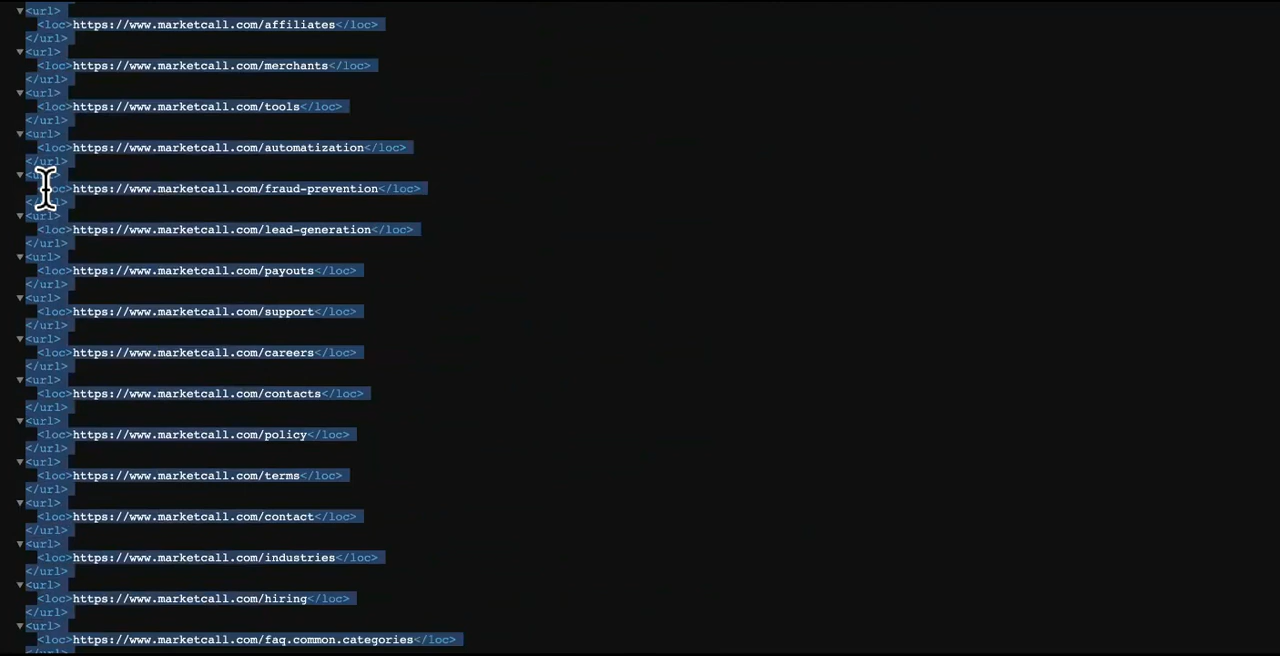 ▼<url>
<loc>https://www.marketcall.com/affiliates</loc>
</url>
▼<url>
<loc>https://www.marketcall.com/merchants</loc>
</url>
▼<url>
<loc>https://www.marketcall.com/tools</loc>
</url>
▼<url>
<loc>https://www.marketcall.com/automatization</loc>
</url>
▼<url>
<loc>https://www.marketcall.com/fraud-prevention</loc>
</url>
▼<url>
<loc>https://www.marketcall.com/lead-generation</loc>
</url>
▼<url>
<loc>https://www.marketcall.com/payouts</loc>
</url>
▼<url>
<loc>https://www.marketcall.com/support</loc>
</url>
▼<url>
<loc>https://www.marketcall.com/careers</loc>
</url>
▼<url>
<loc>https://www.marketcall.com/contacts</loc>
</url>
▼<url>
<loc>https://www.marketcall.com/policy</loc>
</url>
▼<url>
<loc>https://www.marketcall.com/terms</loc>
</url>
▼<url>
<loc>https://www.marketcall.com/contact</loc>
</url>
▼<url>
<loc>https://www.marketcall.com/industries</loc>
</url>
▼<url>
<loc>https://www.marketcall.com/hiring</loc>
</url>
▼<url>
<loc>https://www.marketcall.com/faq.common.categories</loc>